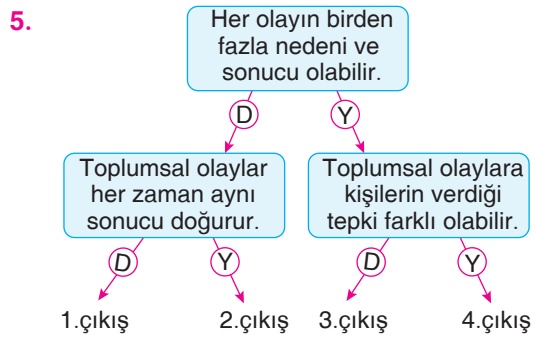 5.
Her olayın birden
fazla nedeni ve
sonucu olabilir.
D
Y
Toplumsal olaylar
her zaman aynı
sonucu doğurur.
Toplumsal olaylara
kişilerin verdiği
tepki farklı olabilir.
D
Y
D
Y
1.çıkış
2.çıkış
3.çıkış
4.çıkış